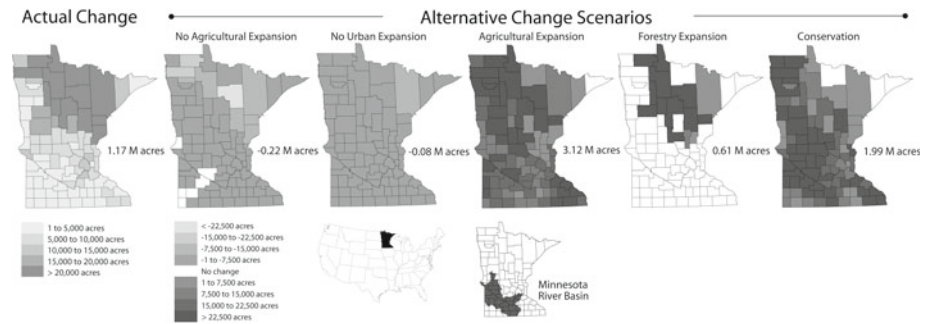 Actual Change
Alternative Change Scenarios
No Agricultural Expansion
No Urban Expansion
Agricultural Expansion
Forestry Expansion
Conservation
1.17 M acres
-0.22 M acres
-0.08 M acres
3.12 M acres
0.61 M acres
1.99 M acres
1 to 5,000 acres
5,000 to 10,000 acres
10,000 to 15,000 acres
15,000 to 20,000 acres
> 20,000 acres
< -22,500 acres
-15,000 to -22,500 acres
-7,500 to -15,000 acres
-1 to -7,500 acres
No change
1 to 7,500 acres
7,500 to 15,000 acres
15,000 to 22,500 acres
> 22,500 acres
Minnesota
River Basin